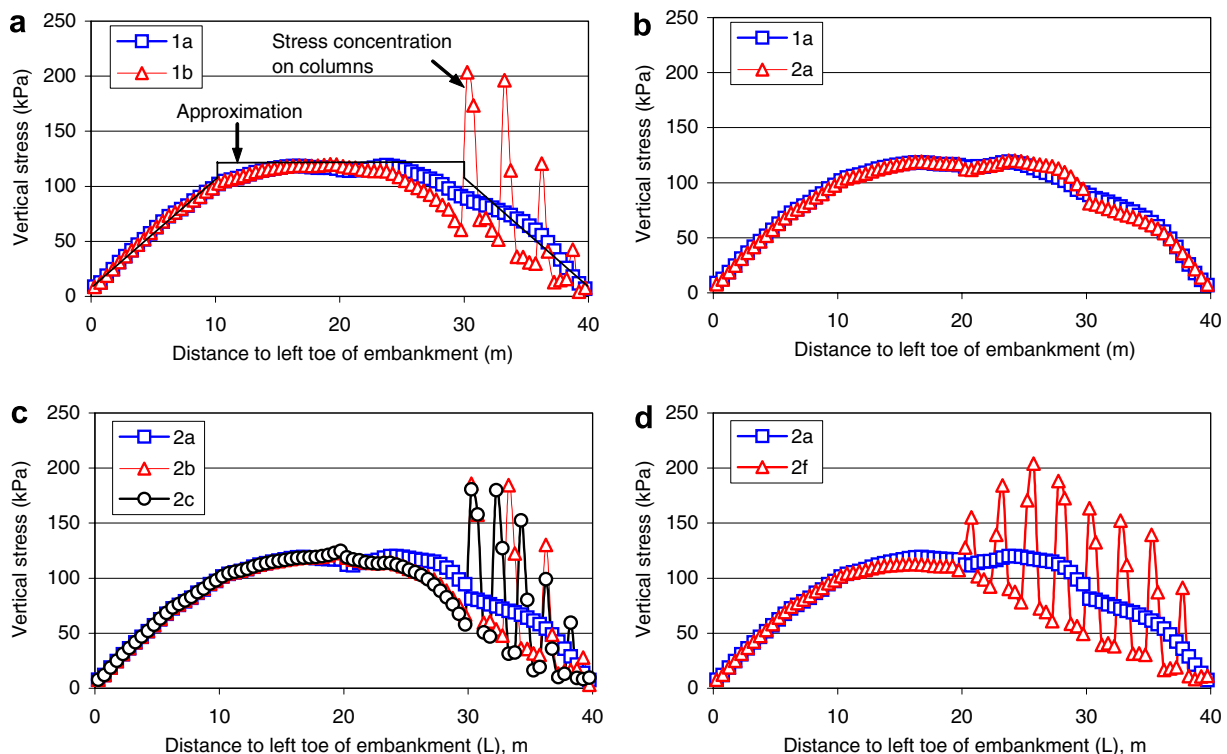 a
250
200
150
100
50
0
Vertical stress (kPa)
1a
1b
Stress concentration
on columns
Approximation
0 10 20 30 40
Distance to left toe of embankment (m)
b
250
200
150
100
50
0
Vertical stress (kPa)
1a
2a
0 10 20 30 40
Distance to left toe of embankment (m)
c
250
200
150
100
50
0
Vertical stress (kPa)
2a
2b
2c
0 10 20 30 40
Distance to left toe of embankment (L), m
d
250
200
150
100
50
0
Vertical stress (kPa)
2a
2f
0 10 20 30 40
Distance to left toe of embankment (L), m